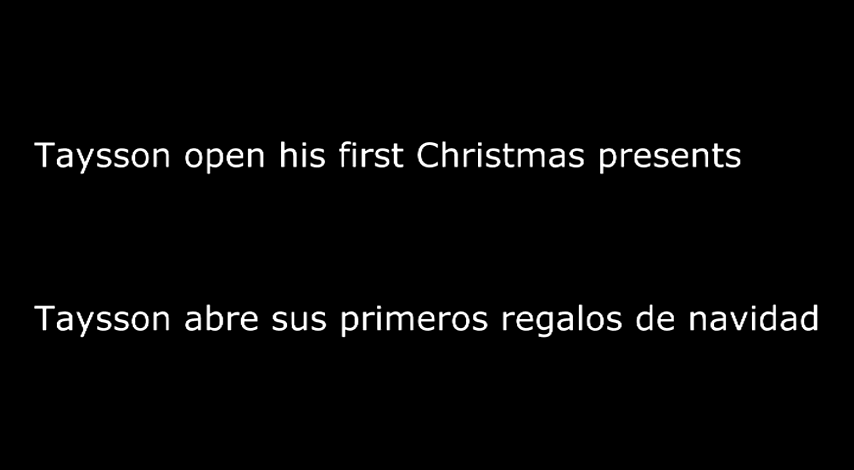 Taysson open his first Christmas presents
Taysson abre sus primeros regalos de navidad